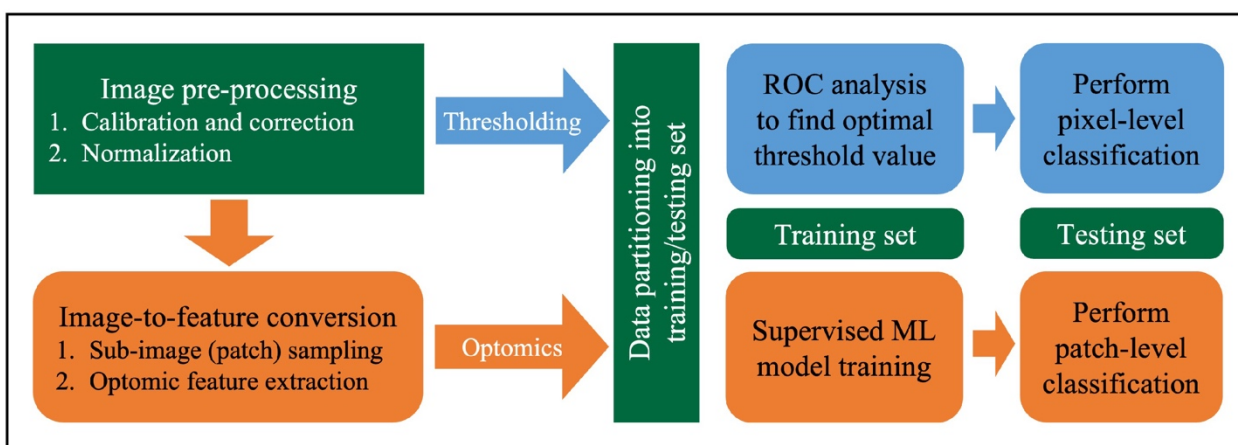 Image pre-processing
1. Calibration and correction
2. Normalization
Thresholding
Image-to-feature conversion
1. Sub-image (patch) sampling
2. Optomic feature extraction
Optomics
Data partitioning into
training/testing set
ROC analysis
to find optimal
threshold value
Perform
pixel-level
classification
Training set
Testing set
Supervised ML
model training
Perform
patch-level
classification